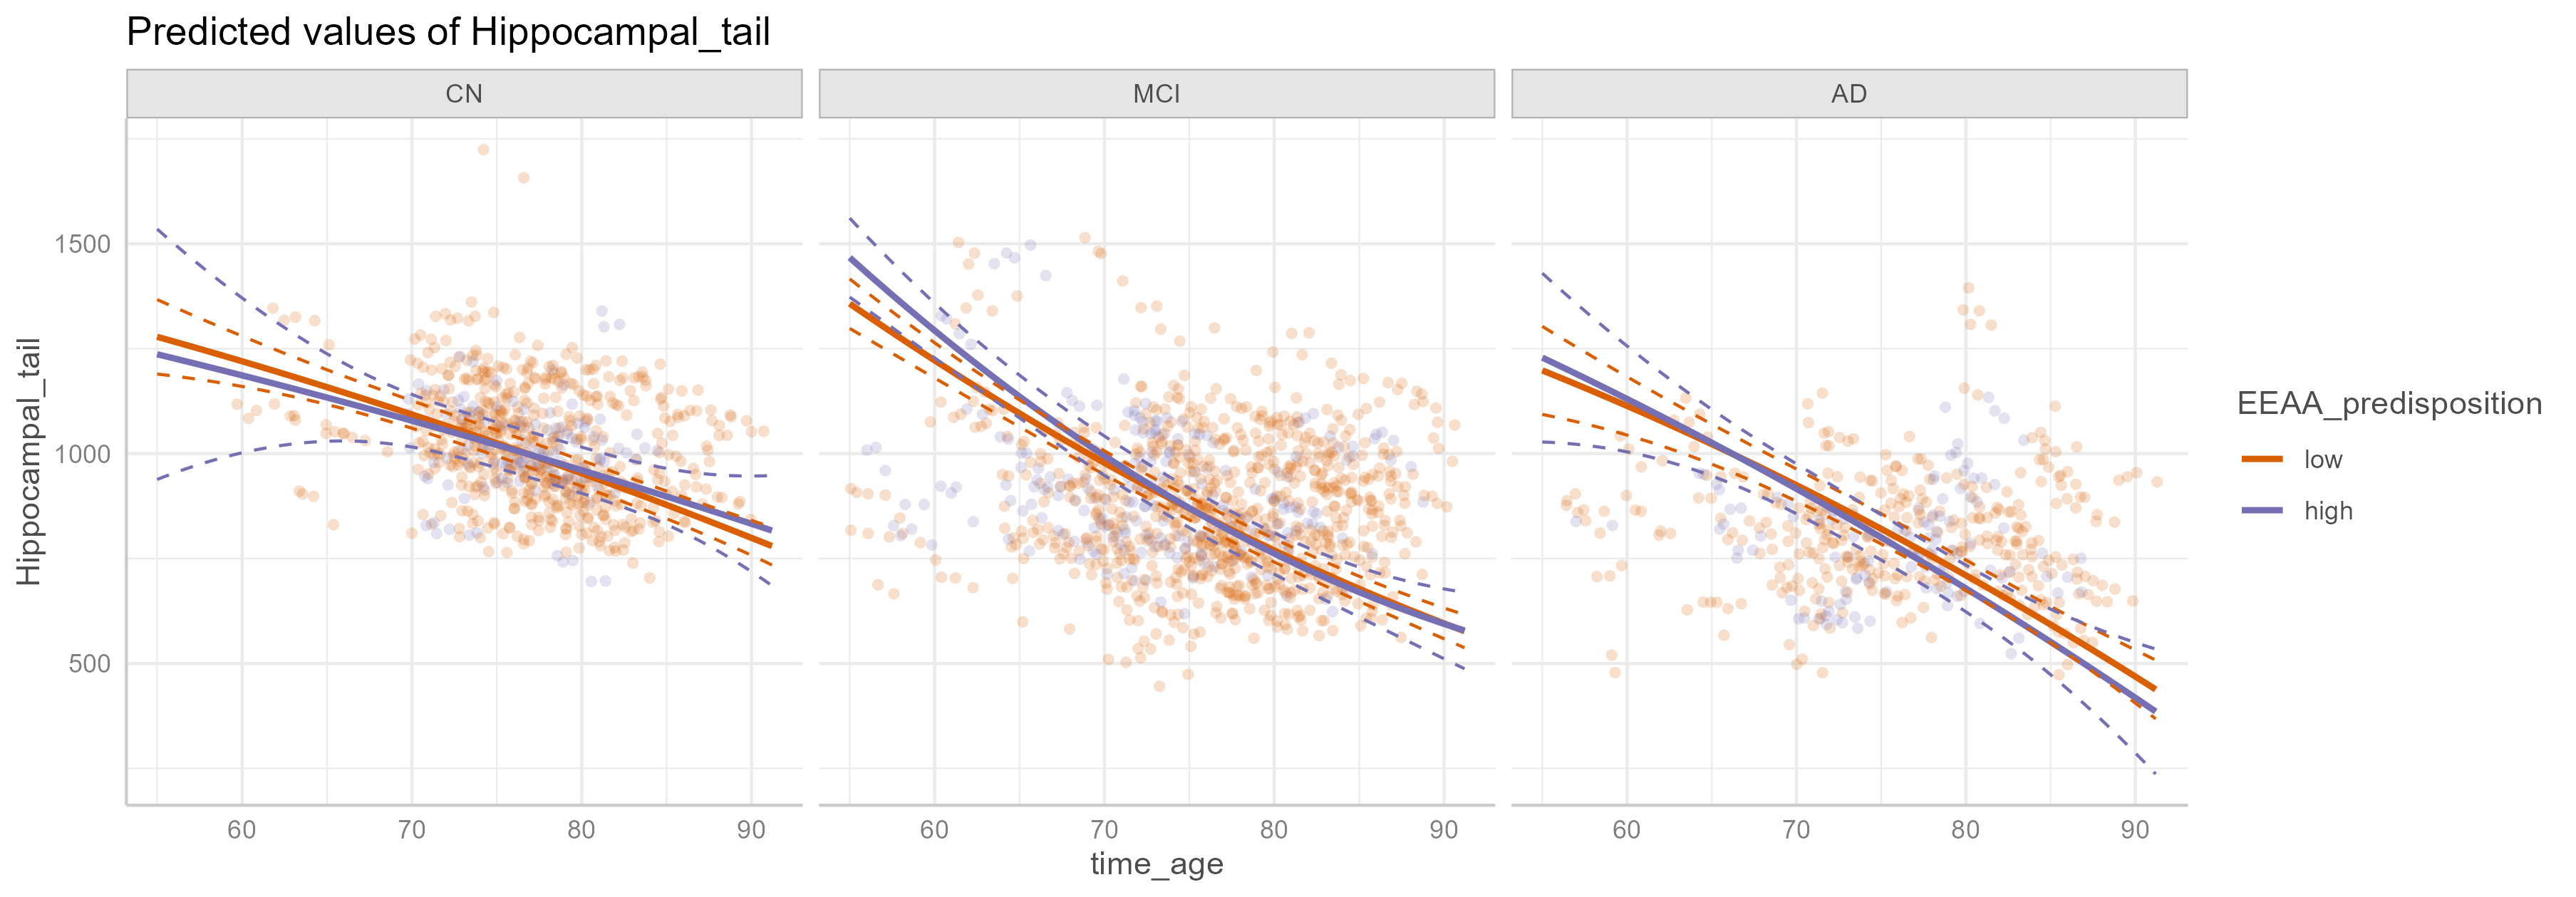 Predicted values of Hippocampal_tail
CN
MCI
AD
Hippocampal_tail
1500
1000
500
60
70
80
90
60
70
80
90
60
70
80
90
time_age
EEAA_predisposition
low
high